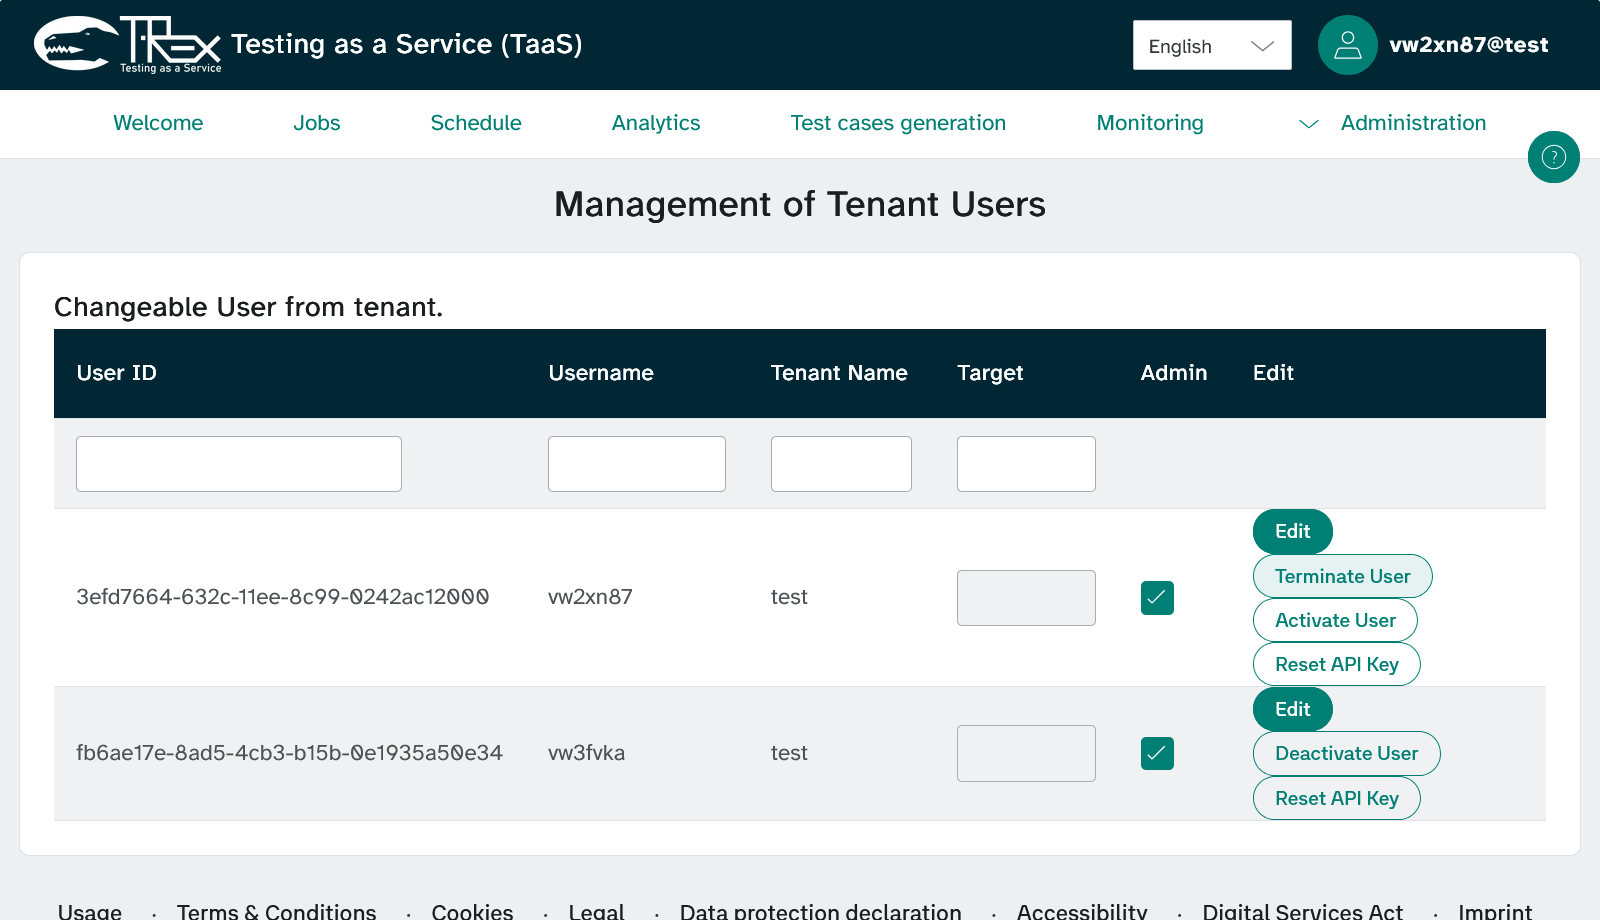 T-Rex Testing as a Service (TaaS)
Testing as a Service
English
vw2xn87@test
Welcome Jobs Schedule Analytics Test cases generation Monitoring Administration
?
Management of Tenant Users
Changeable User from tenant.
User ID Username Tenant Name Target Admin Edit
3efd7664-632c-11ee-8c99-0242ac12000 vw2xn87 test
Edit
Terminate User
Activate User
Reset API Key
fb6ae17e-8ad5-4cb3-b15b-0e1935a50e34 vw3fvka test
Edit
Deactivate User
Reset API Key
Usage · Terms & Conditions · Cookies · Legal · Data protection declaration · Accessibility · Digital Services Act · Imprint